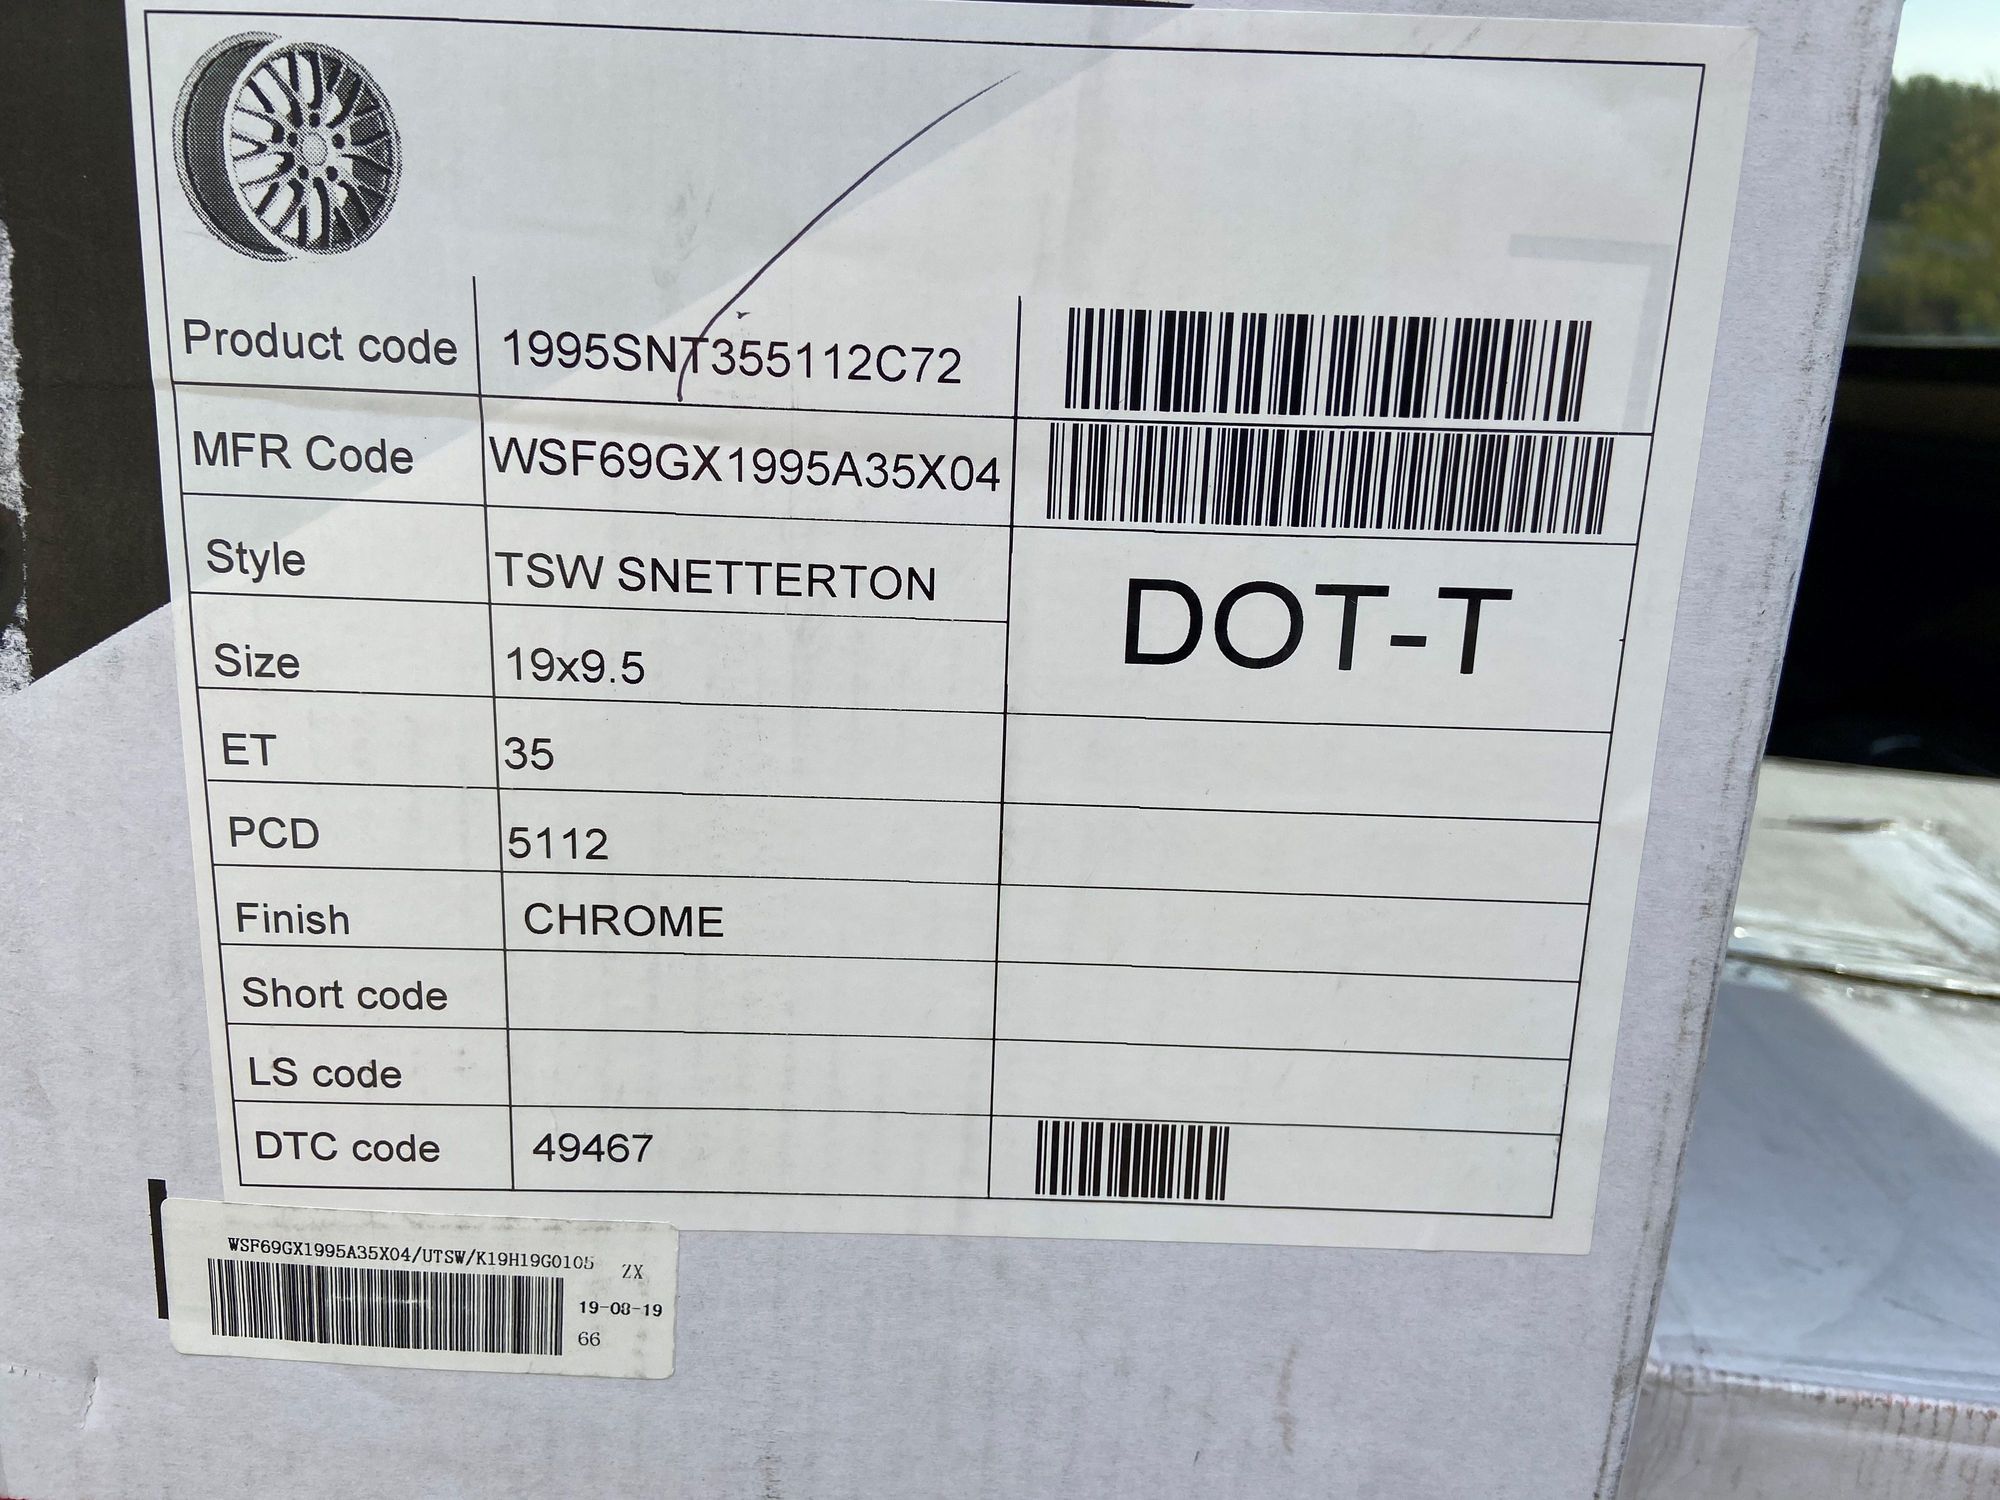 Product code 1995SNT355112C72
MFR Code WSF69GX1995A35X04
Style TSW SNETTERTON
DOT-T
Size 19x9.5
ET 35
PCD 5112
Finish CHROME
Short code
LS code
DTC code 49467
WSF69GX1995A35X04/UTSW/K19H19G0105 ZX
19-08-19
66